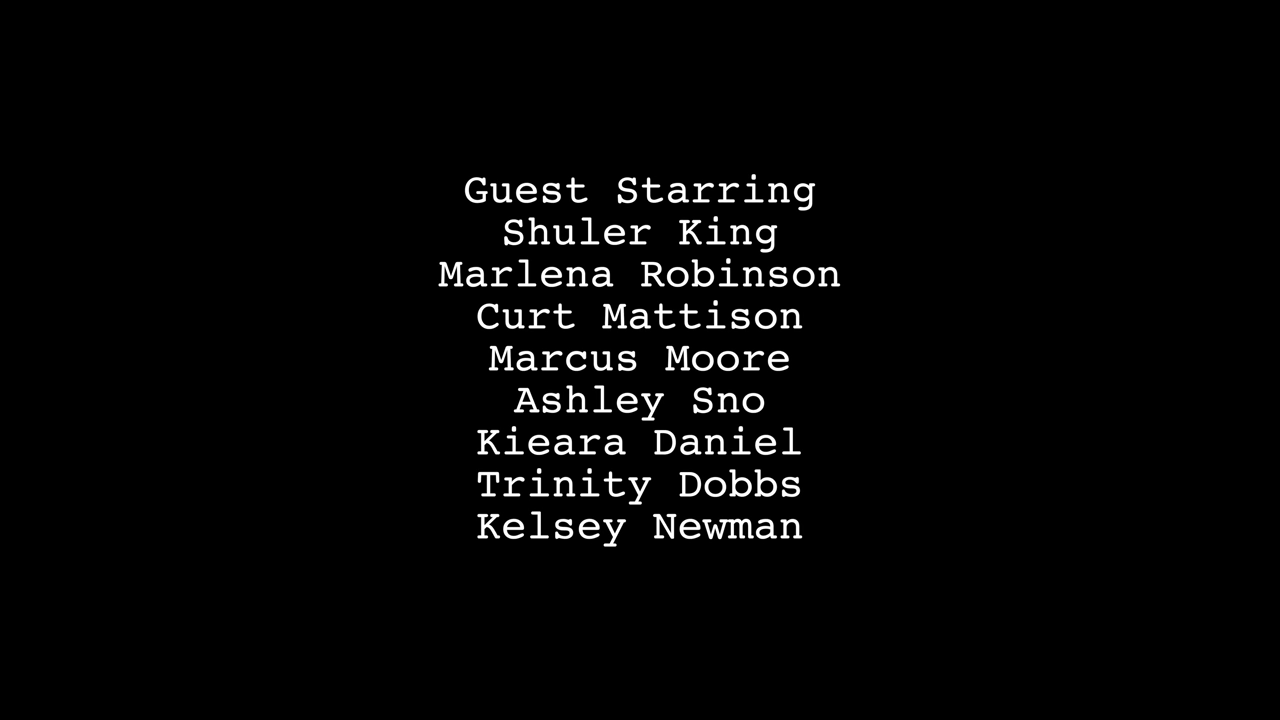 Guest Starring
Shuler King
Marlena Robinson
Curt Mattison
Marcus Moore
Ashley Sno
Kieara Daniel
Trinity Dobbs
Kelsey Newman